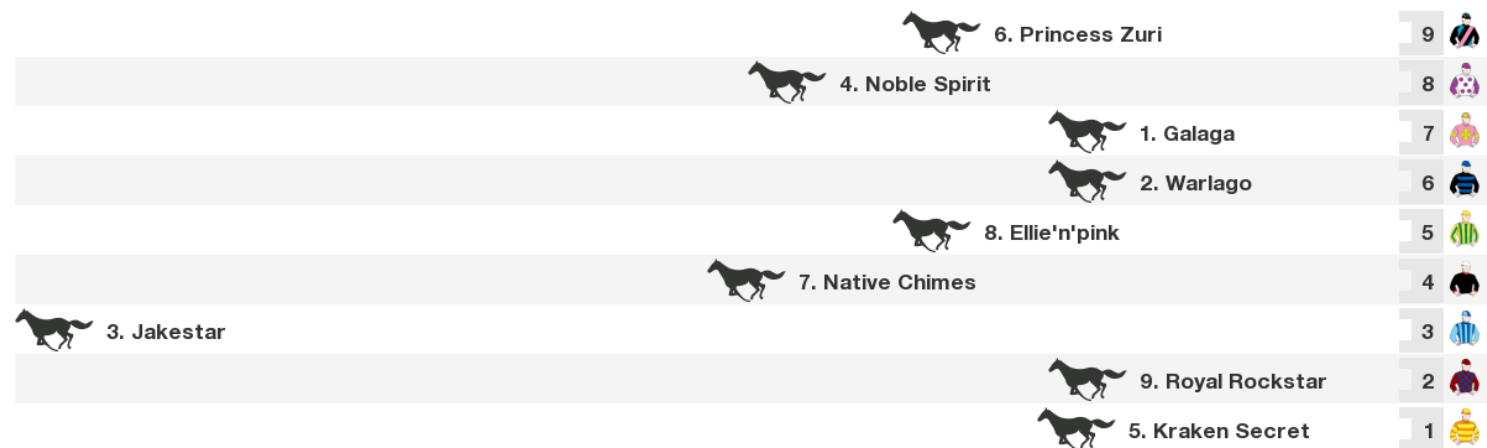 6. Princess Zuri 9
4. Noble Spirit 8
1. Galaga 7
2. Warlago 6
8. Ellie'n'pink 5
7. Native Chimes 4
3. Jakestar 3
9. Royal Rockstar 2
5. Kraken Secret 1